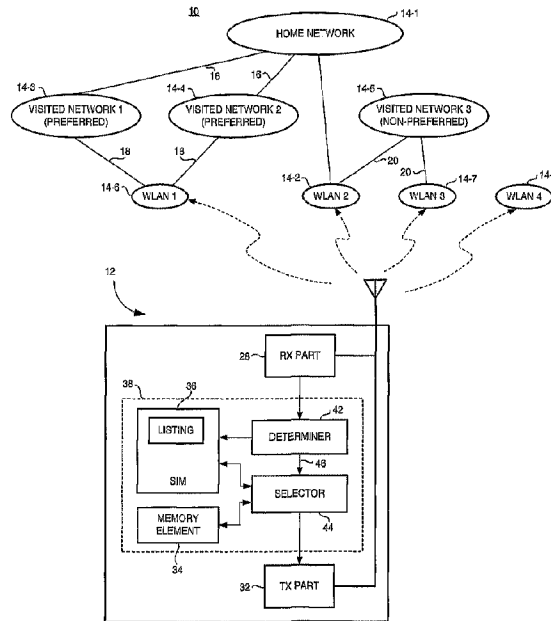 10
14-1
HOME NETWORK
16
16
14-3
14-4
14-5
VISITED NETWORK 1
(PREFERRED)
VISITED NETWORK 2
(PREFERRED)
VISITED NETWORK 3
(NON-PREFERRED)
18
18
20
20
14-6
14-2
14-7
14-
WLAN 1
WLAN 2
WLAN 3
WLAN 4
12
RX PART
28
38
36
42
LISTING
DETERMINER
46
SIM
SELECTOR
44
MEMORY
ELEMENT
34
32
TX PART